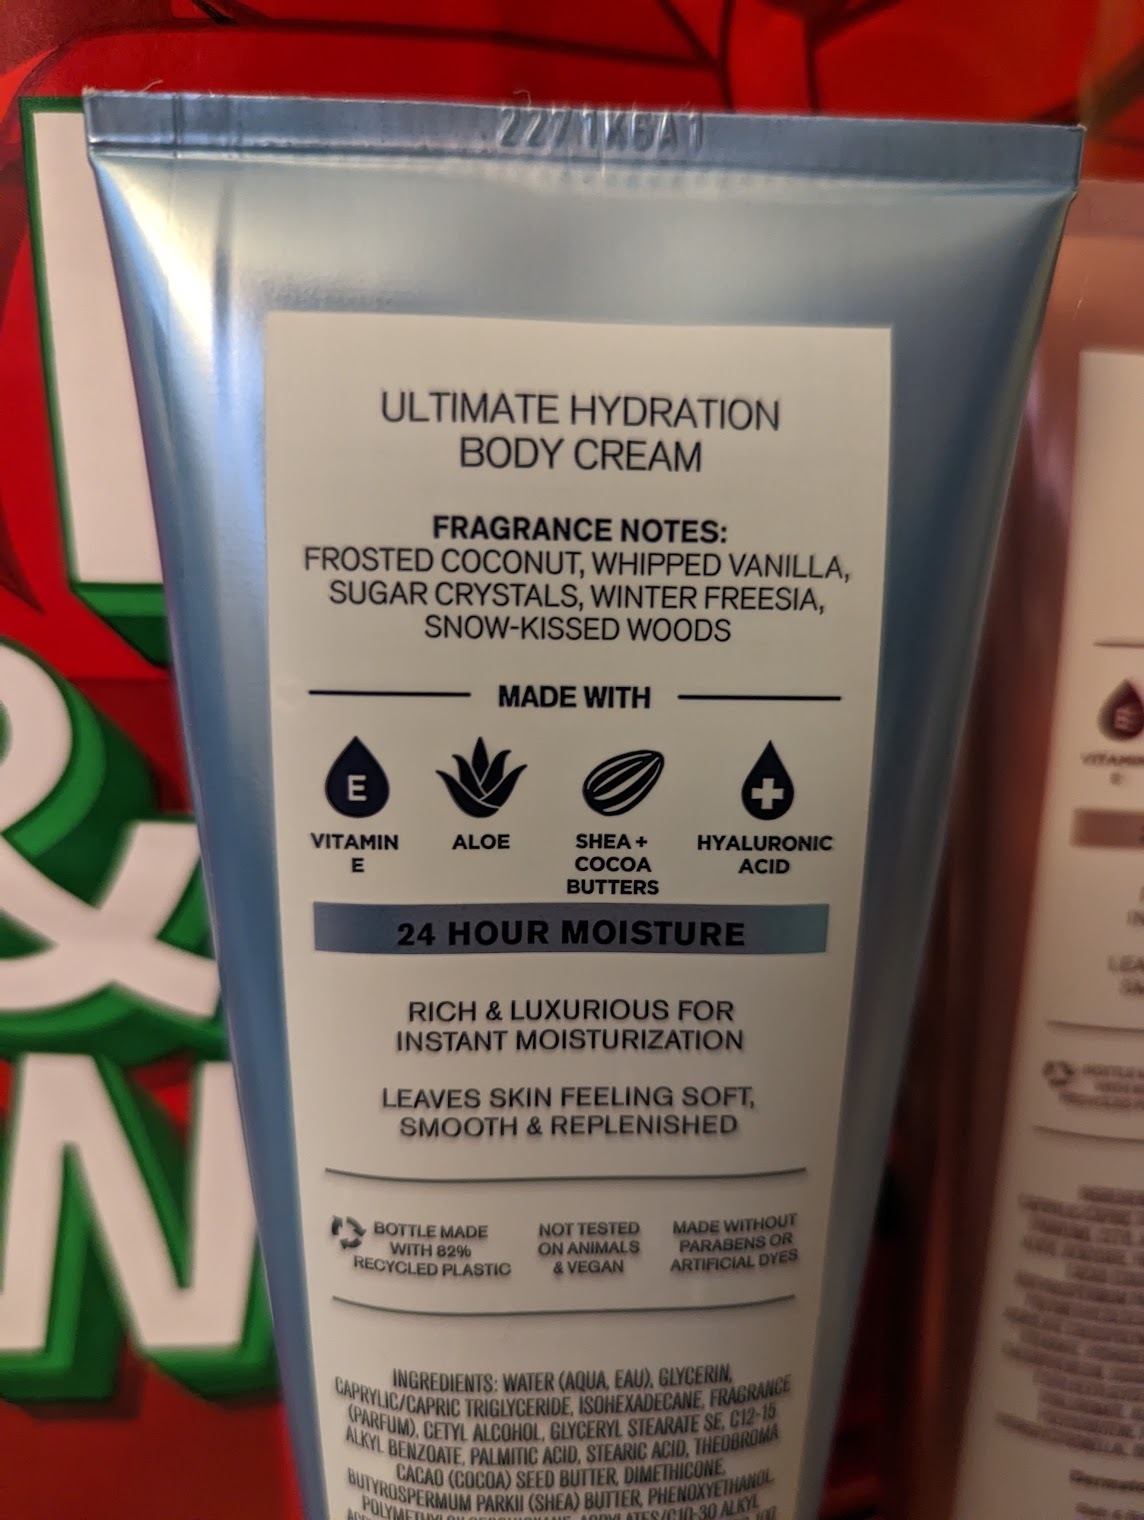 2271K6A1
ULTIMATE HYDRATION
BODY CREAM
FRAGRANCE NOTES:
FROSTED COCONUT, WHIPPED VANILLA,
SUGAR CRYSTALS, WINTER FREESIA,
SNOW-KISSED WOODS
MADE WITH
E
VITAMIN
E
ALOE
SHEA +
COCOA
BUTTERS
HYALURONIC
ACID
24 HOUR MOISTURE
RICH & LUXURIOUS FOR
INSTANT MOISTURIZATION
LEAVES SKIN FEELING SOFT,
SMOOTH & REPLENISHED
BOTTLE MADE
WITH 82%
RECYCLED PLASTIC
NOT TESTED
ON ANIMALS
& VEGAN
MADE WITHOUT
PARABENS OR
ARTIFICIAL DYES
INGREDIENTS: WATER (AQUA, EAU), GLYCERIN,
CAPRYLIC/CAPRIC TRIGLYCERIDE, ISOHEXADECANE, FRAGRANCE
(PARFUM), CETYL ALCOHOL, GLYCERYL STEARATE SE, C12-15
ALKYL BENZOATE, PALMITIC ACID, STEARIC ACID, THEOBROMA
CACAO (COCOA) SEED BUTTER, DIMETHICONE,
BUTYROSPERMUM PARKII (SHEA) BUTTER, PHENOXYETHANOL,
&
N
E
VITAMIN
E